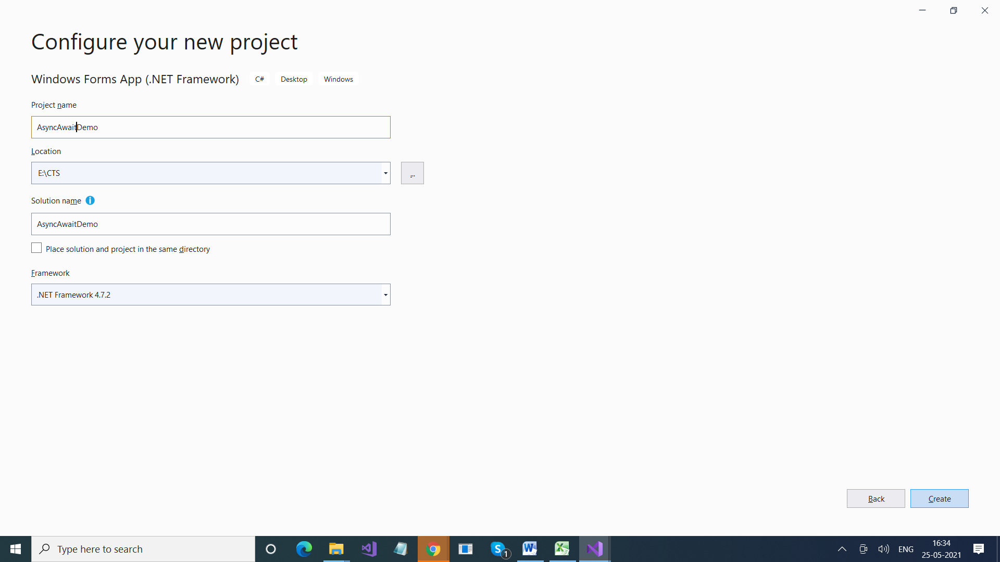 Configure your new project
Windows Forms App (.NET Framework) C# Desktop Windows
Project name
AsyncAwaitDemo
Location
E:\CTS
...
Solution name
AsyncAwaitDemo
Place solution and project in the same directory
Framework
.NET Framework 4.7.2
Back Create
Type here to search
S 1
ENG
16:34
25-05-2021